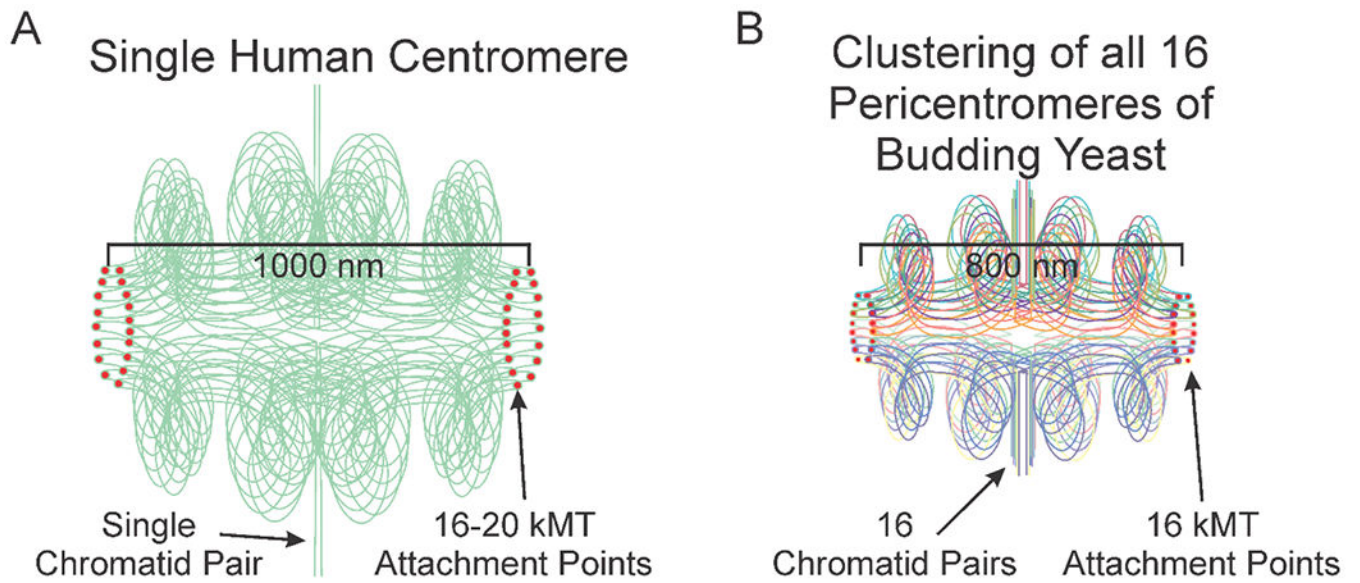 A
Single Human Centromere
1000 nm
Single
Chromatid Pair
16-20 kMT
Attachment Points
B
Clustering of all 16
Pericentromeres of
Budding Yeast
800 nm
16
Chromatid Pairs
16 kMT
Attachment Points